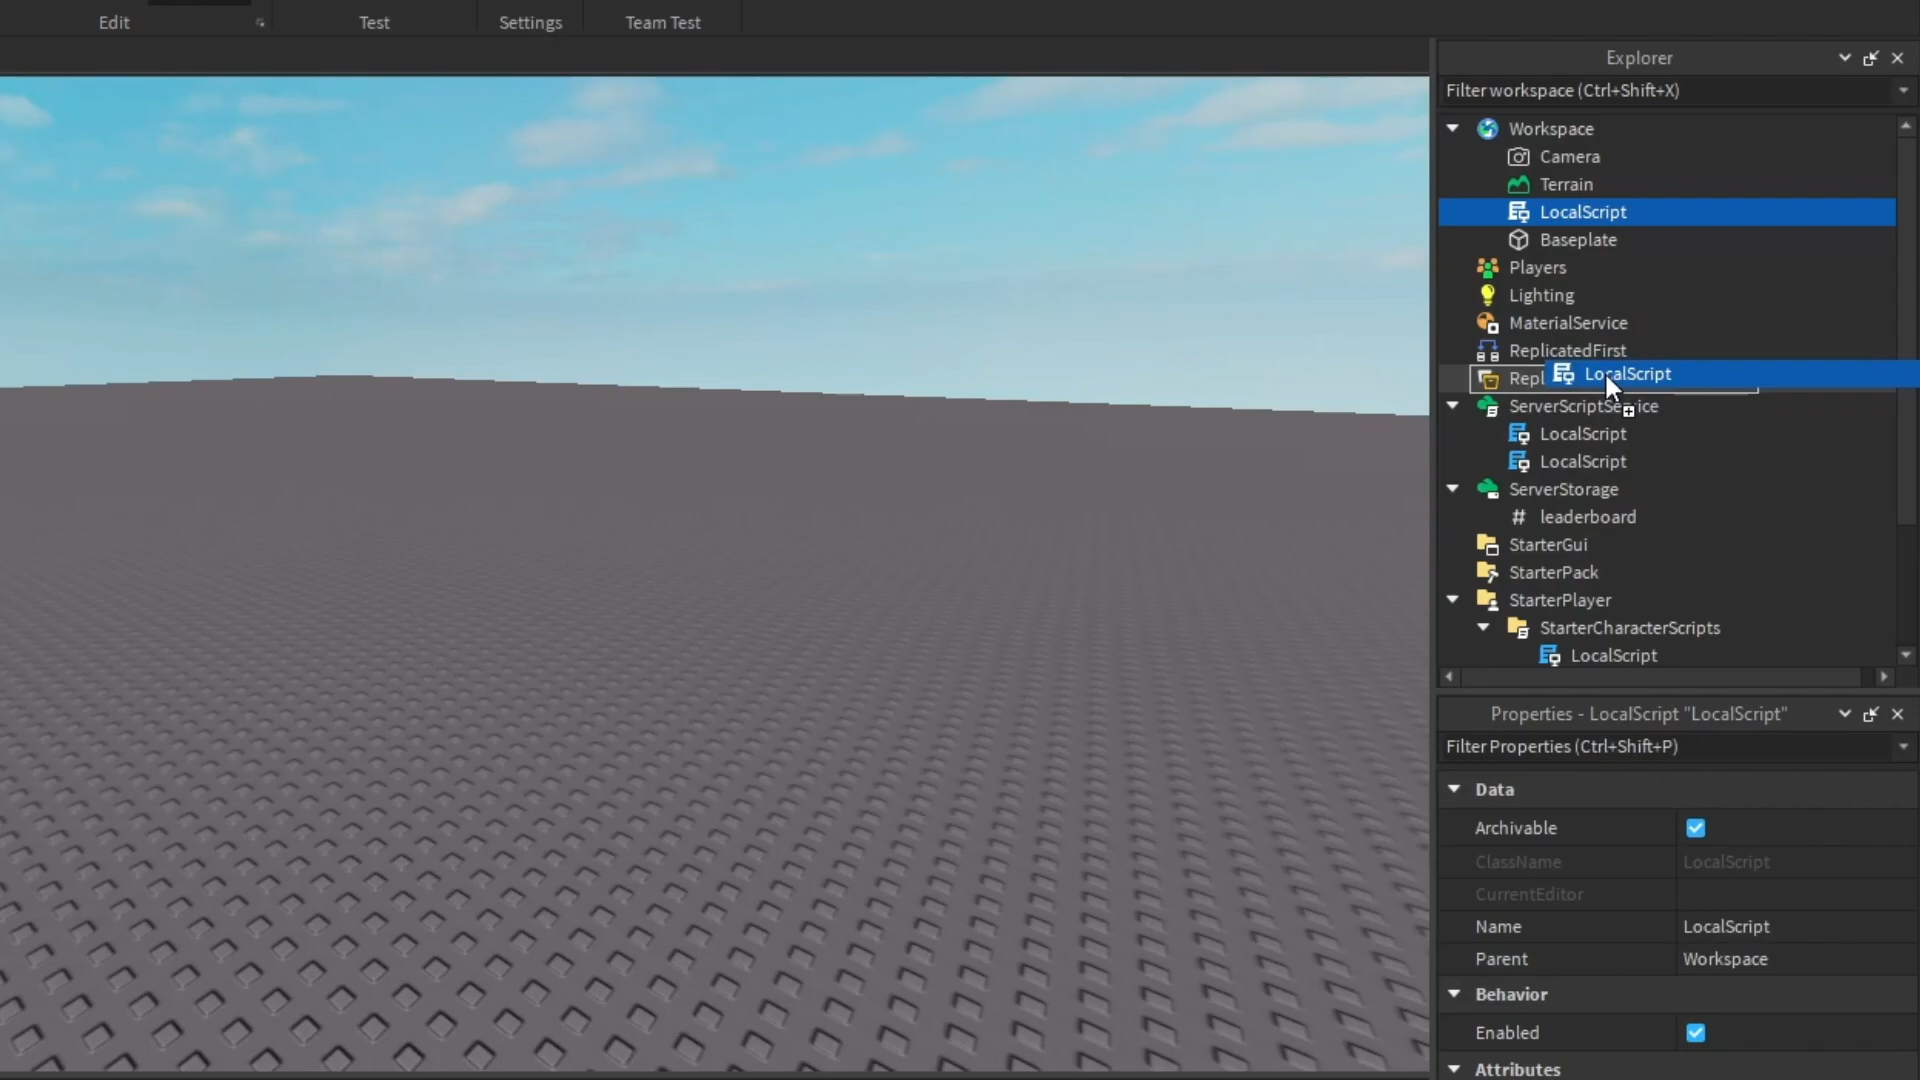 Edit
Test
Settings
Team Test
Explorer
Filter workspace (Ctrl+Shift+X)
Workspace
Camera
Terrain
LocalScript
Baseplate
Players
Lighting
MaterialService
ReplicatedFirst
Repl
LocalScript
ServerScriptService
LocalScript
LocalScript
ServerStorage
# leaderboard
StarterGui
StarterPack
StarterPlayer
StarterCharacterScripts
LocalScript
Properties - LocalScript "LocalScript"
Filter Properties (Ctrl+Shift+P)
Data
Archivable
ClassName LocalScript
CurrentEditor
Name LocalScript
Parent Workspace
Behavior
Enabled
Attributes